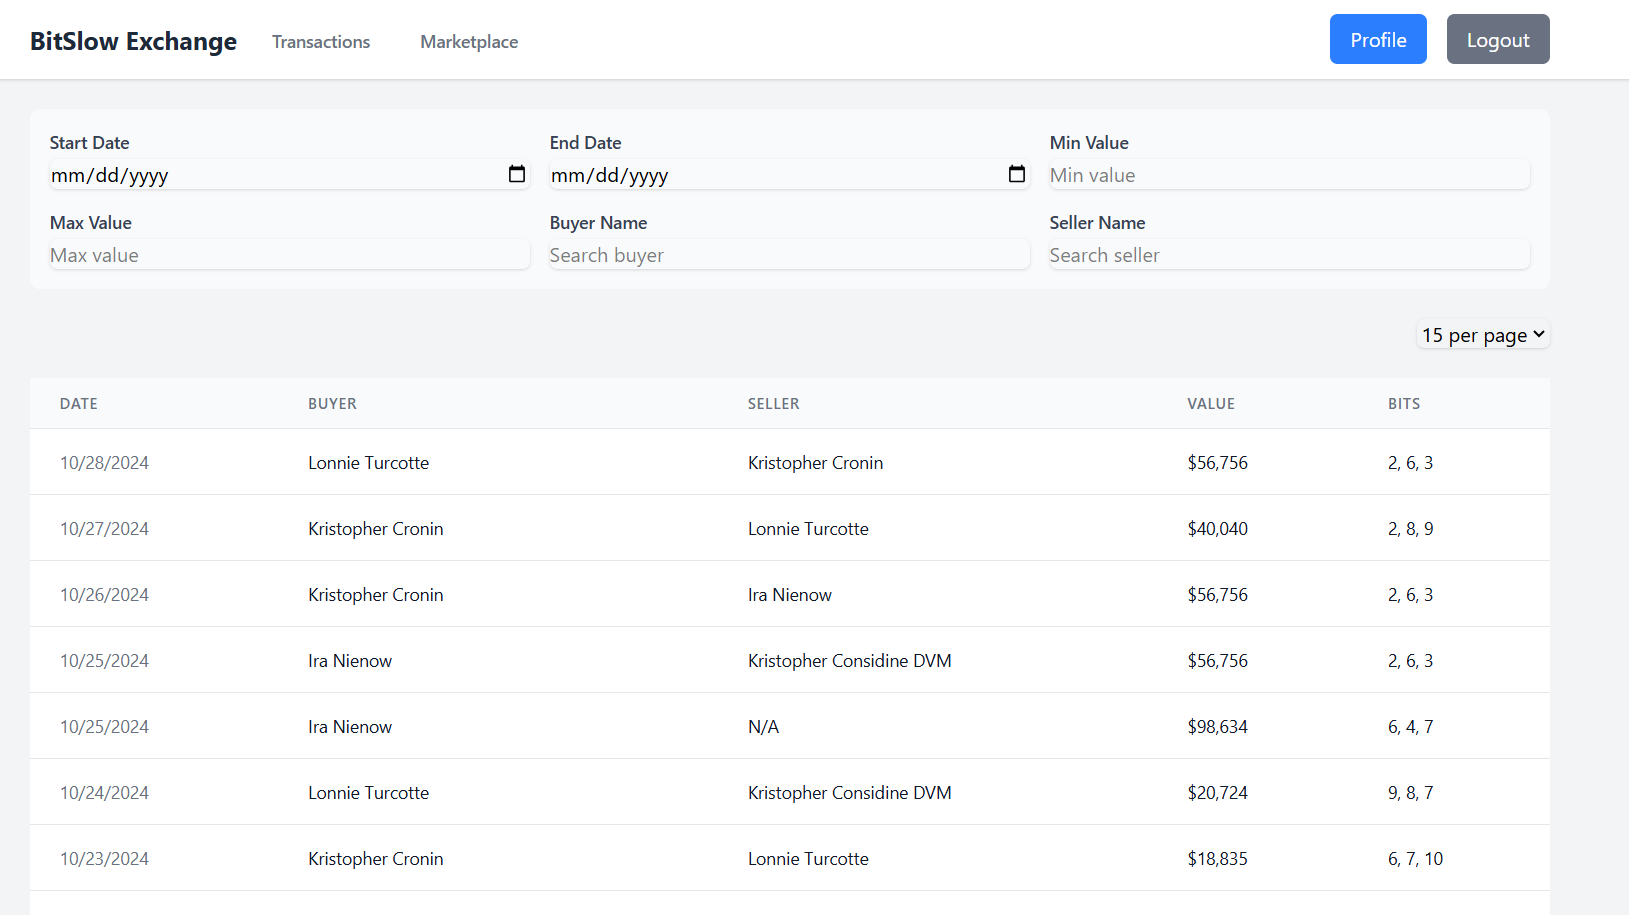 BitSlow Exchange Transactions Marketplace Profile Logout
Start Date End Date Min Value
mm/dd/yyyy mm/dd/yyyy Min value
Max Value Buyer Name Seller Name
Max value Search buyer Search seller
15 per page
DATE BUYER SELLER VALUE BITS
10/28/2024 Lonnie Turcotte Kristopher Cronin $56,756 2, 6, 3
10/27/2024 Kristopher Cronin Lonnie Turcotte $40,040 2, 8, 9
10/26/2024 Kristopher Cronin Ira Nienow $56,756 2, 6, 3
10/25/2024 Ira Nienow Kristopher Considine DVM $56,756 2, 6, 3
10/25/2024 Ira Nienow N/A $98,634 6, 4, 7
10/24/2024 Lonnie Turcotte Kristopher Considine DVM $20,724 9, 8, 7
10/23/2024 Kristopher Cronin Lonnie Turcotte $18,835 6, 7, 10